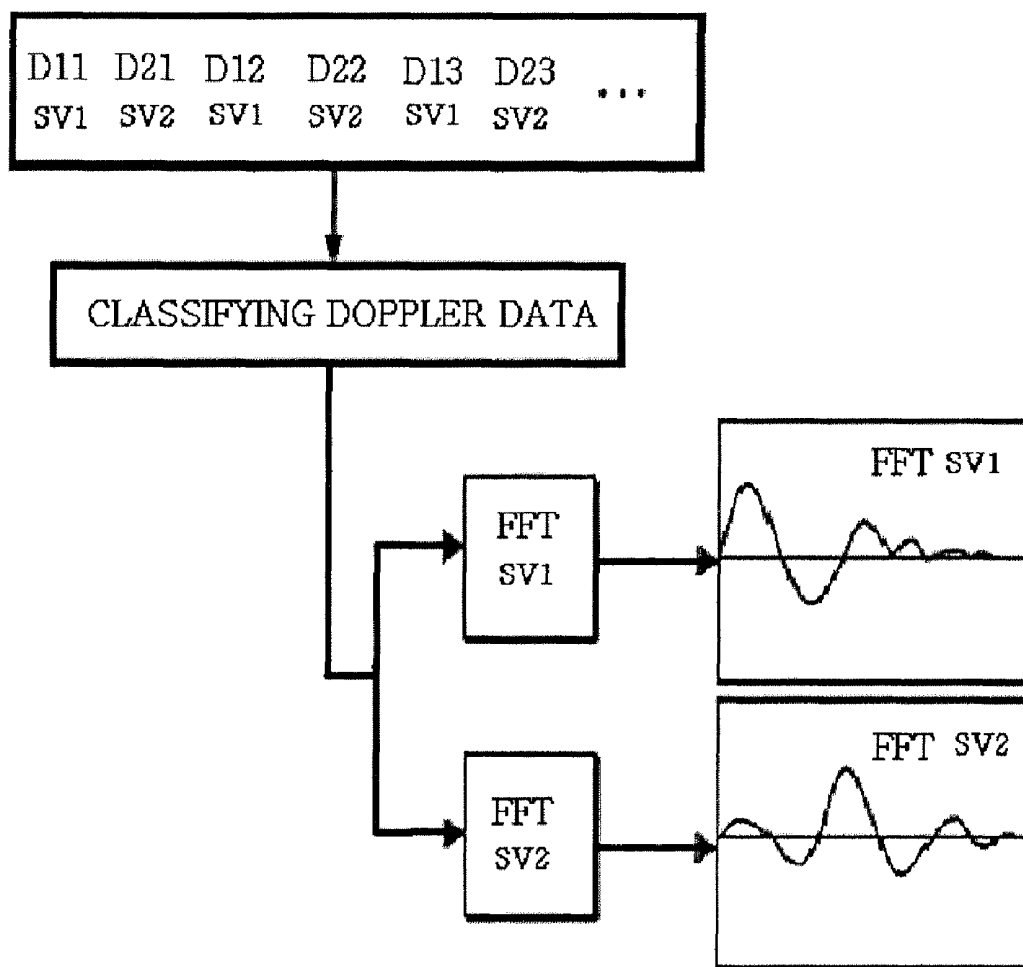 D11 D21 D12 D22 D13 D23 ...
SV1 SV2 SV1 SV2 SV1 SV2
CLASSIFYING DOPPLER DATA
FFT SV1
FFT
SV1
FFT SV2
FFT
SV2